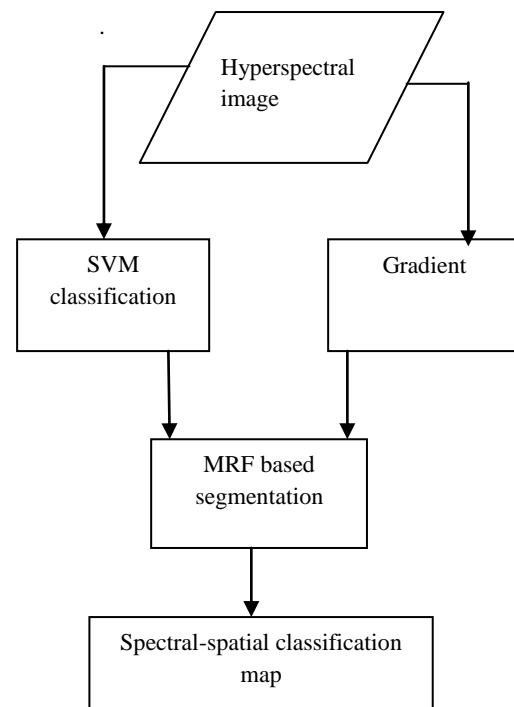 Hyperspectral
image
SVM
classification
Gradient
MRF based
segmentation
Spectral-spatial classification
map